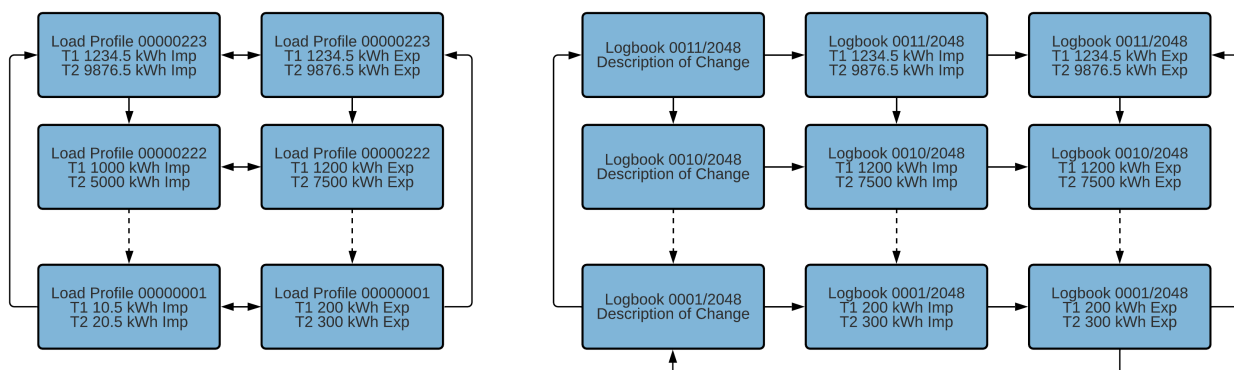 Load Profile 00000223
T1 1234.5 kWh Imp
T2 9876.5 kWh Imp
Load Profile 00000223
T1 1234.5 kWh Exp
T2 9876.5 kWh Exp
Logbook 0011/2048
Description of Change
Logbook 0011/2048
T1 1234.5 kWh Imp
T2 9876.5 kWh Imp
Logbook 0011/2048
T1 1234.5 kWh Exp
T2 9876.5 kWh Exp
Load Profile 00000222
T1 1000 kWh Imp
T2 5000 kWh Imp
Load Profile 00000222
T1 1200 kWh Exp
T2 7500 kWh Exp
Logbook 0010/2048
Description of Change
Logbook 0010/2048
T1 1200 kWh Imp
T2 7500 kWh Imp
Logbook 0010/2048
T1 1200 kWh Exp
T2 7500 kWh Exp
Load Profile 00000001
T1 10.5 kWh Imp
T2 20.5 kWh Imp
Load Profile 00000001
T1 200 kWh Exp
T2 300 kWh Exp
Logbook 0001/2048
Description of Change
Logbook 0001/2048
T1 200 kWh Imp
T2 300 kWh Imp
Logbook 0001/2048
T1 200 kWh Exp
T2 300 kWh Exp